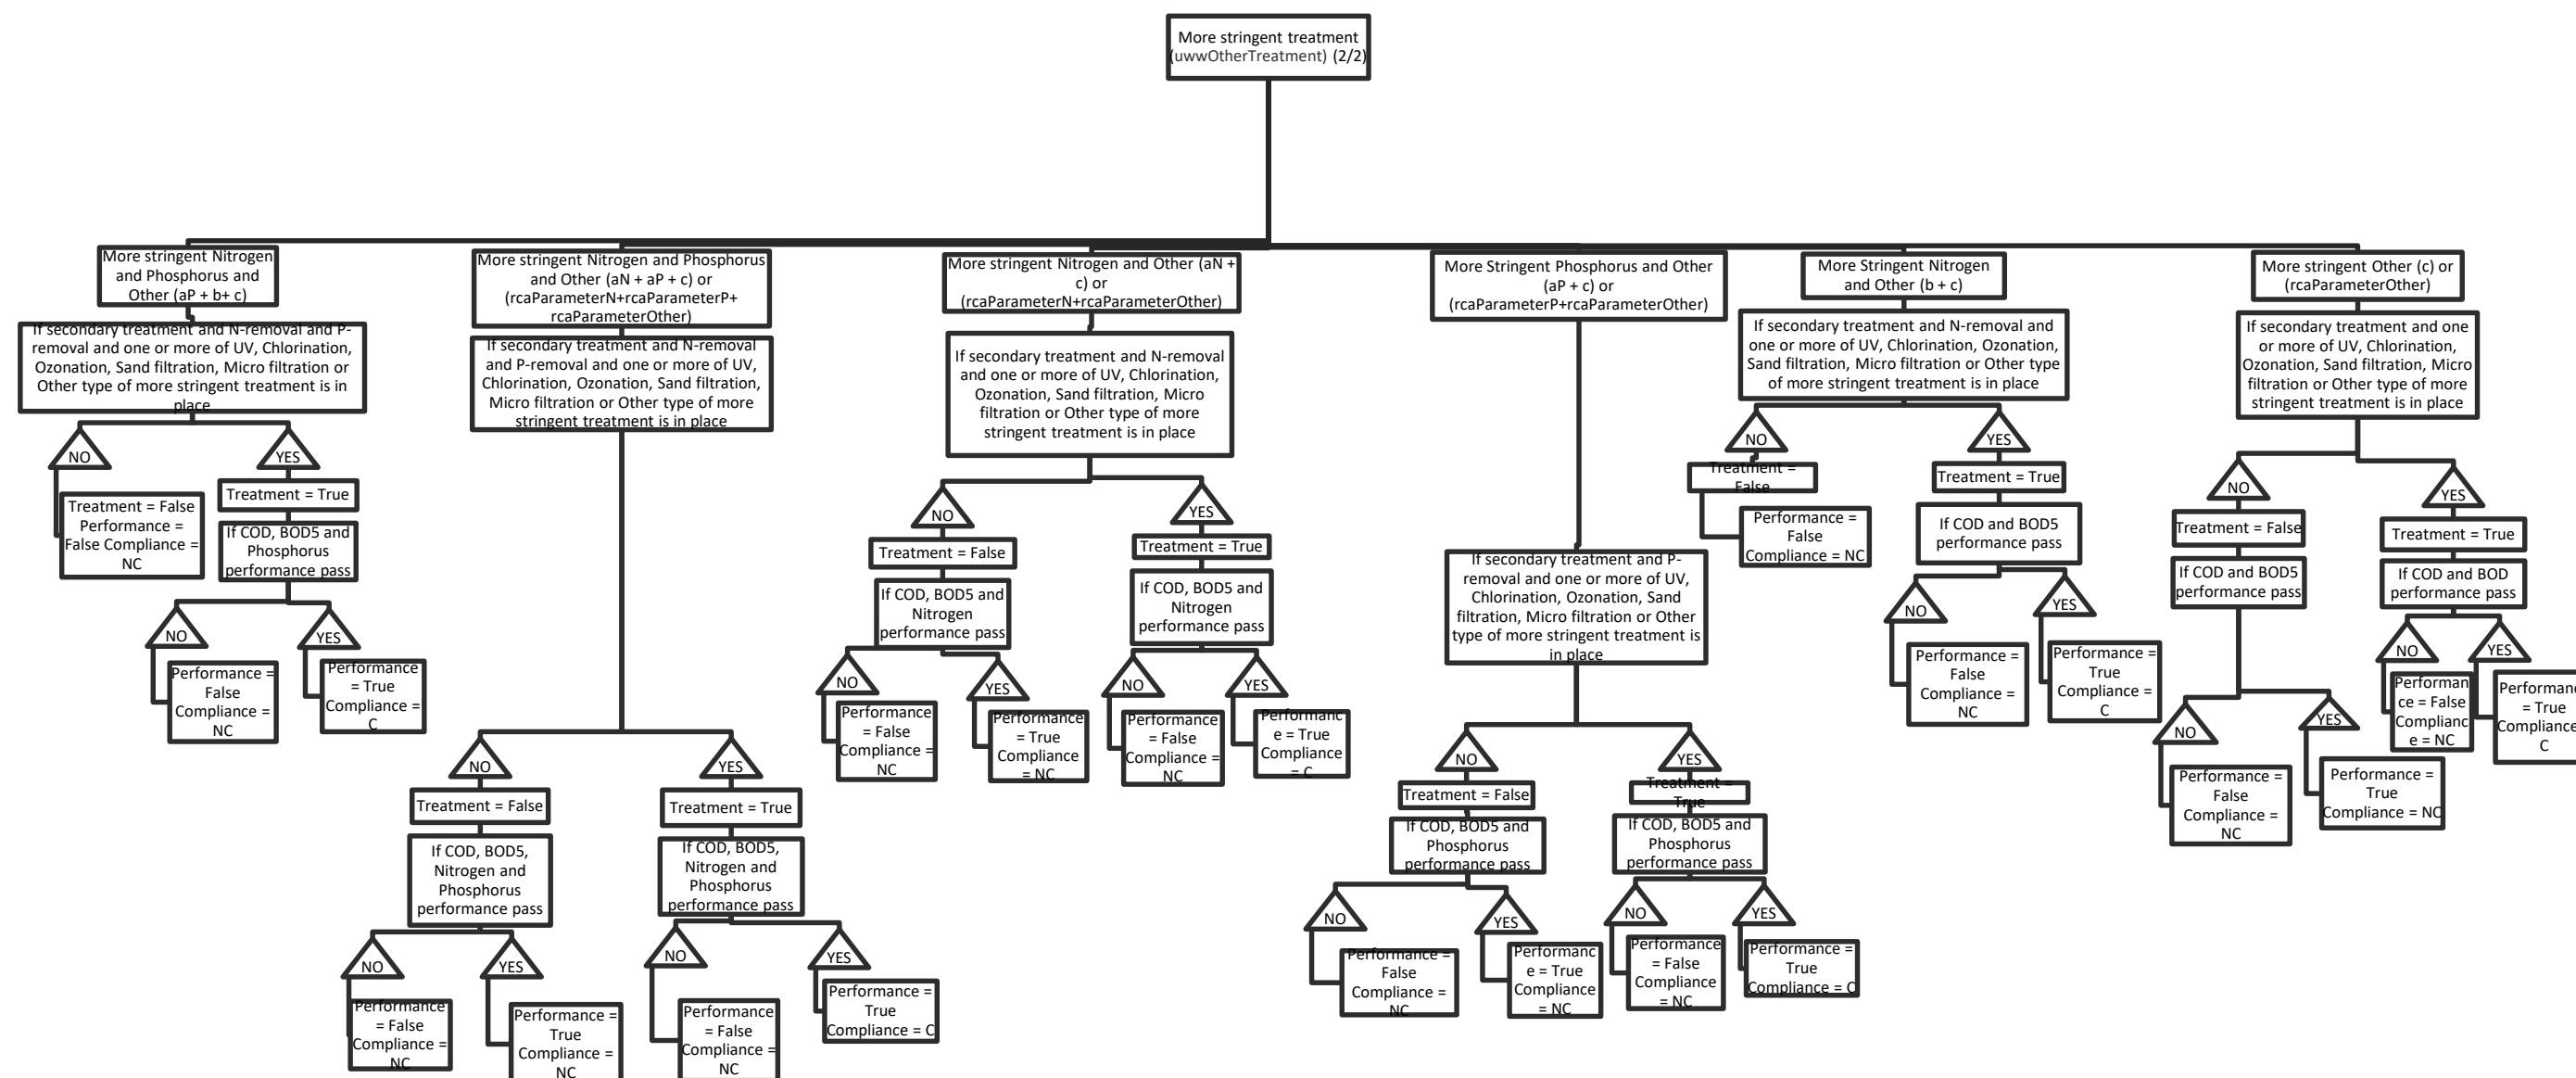 More stringent treatment
(uwwOtherTreatment) (2/2)
More stringent Nitrogen
and Phosphorus and
Other (aP + b+ c)
If secondary treatment and N-removal and P-
removal and one or more of UV, Chlorination,
Ozonation, Sand filtration, Micro filtration or
Other type of more stringent treatment is in
place
NO
Treatment = False
Performance =
False Compliance =
NC
YES
Treatment = True
If COD, BOD5 and
Phosphorus
performance pass
NO
Performance =
False
Compliance =
NC
YES
Performance
= True
Compliance =
C
More stringent Nitrogen and Phosphorus
and Other (aN + aP + c) or
(rcaParameterN+rcaParameterP+
rcaParameterOther)
If secondary treatment and N-removal
and P-removal and one or more of UV,
Chlorination, Ozonation, Sand filtration,
Micro filtration or Other type of more
stringent treatment is in place
NO
Treatment = False
If COD, BOD5,
Nitrogen and
Phosphorus
performance pass
NO
Performance
= False
Compliance =
NC
YES
Performance =
True
Compliance =
NC
YES
Treatment = True
If COD, BOD5,
Nitrogen and
Phosphorus
performance pass
NO
Performance
= False
Compliance =
NC
YES
Performance =
True
Compliance = C
More stringent Nitrogen and Other (aN +
c) or
(rcaParameterN+rcaParameterOther)
If secondary treatment and N-removal
and one or more of UV, Chlorination,
Ozonation, Sand filtration, Micro
filtration or Other type of more
stringent treatment is in place
NO
Treatment = False
If COD, BOD5 and
Nitrogen
performance pass
NO
Performance
= False
Compliance =
NC
YES
Performance
= True
Compliance
= NC
YES
Treatment = True
If COD, BOD5 and
Nitrogen
performance pass
NO
Performance
= False
Compliance =
NC
YES
Performanc
e = True
Compliance
= C
More Stringent Phosphorus and Other
(aP + c) or
(rcaParameterP+rcaParameterOther)
If secondary treatment and P-
removal and one or more of UV,
Chlorination, Ozonation, Sand
filtration, Micro filtration or Other
type of more stringent treatment is
in place
NO
Treatment = False
If COD, BOD5 and
Phosphorus
performance pass
NO
Performance =
False
Compliance =
NC
YES
Performanc
e = True
Compliance
= NC
YES
Treatment =
True
If COD, BOD5 and
Phosphorus
performance pass
NO
Performance
= False
Compliance
= NC
YES
Performance =
True
Compliance = C
More Stringent Nitrogen
and Other (b + c)
If secondary treatment and N-removal and
one or more of UV, Chlorination, Ozonation,
Sand filtration, Micro filtration or Other type
of more stringent treatment is in place
NO
Treatment =
False
Performance =
False
Compliance = NC
YES
Treatment = True
If COD and BOD5
performance pass
NO
Performance =
False
Compliance =
NC
YES
Performance =
True
Compliance =
C
More stringent Other (c) or
(rcaParameterOther)
If secondary treatment and one
or more of UV, Chlorination,
Ozonation, Sand filtration, Micro
filtration or Other type of more
stringent treatment is in place
NO
Treatment = False
If COD and BOD5
performance pass
NO
Performance =
False
Compliance =
NC
YES
Performance =
True
Compliance = NC
YES
Treatment = True
If COD and BOD
performance pass
NO
Performan
ce = False
Complianc
e = NC
YES
Performanc
= True
Compliance
C